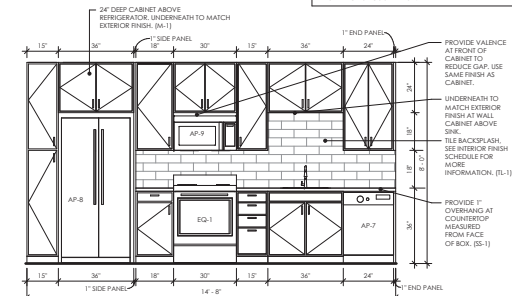 24" DEEP CABINET ABOVE
REFRIGERATOR. UNDERNEATH TO MATCH
EXTERIOR FINISH. (M-1)
1" SIDE PANEL
1" END PANEL
15" 36" 18" 30" 15" 36" 24"
PROVIDE VALENCE
AT FRONT OF
CABINET TO
REDUCE GAP. USE
SAME FINISH AS
CABINET.
UNDERNEATH TO
MATCH EXTERIOR
FINISH AT WALL
CABINET ABOVE
SINK.
TILE BACKSPLASH,
SEE INTERIOR FINISH
SCHEDULE FOR
MORE
INFORMATION. (TL-1)
PROVIDE 1"
OVERHANG AT
COUNTERTOP
MEASURED
FROM FACE
OF BOX. (SS-1)
24"
18"
18"
36"
8' - 0"
AP-9
AP-8
EQ-1
AP-7
15" 36" 18" 30" 15" 36" 24"
1" SIDE PANEL
1" END PANEL
14' - 8"